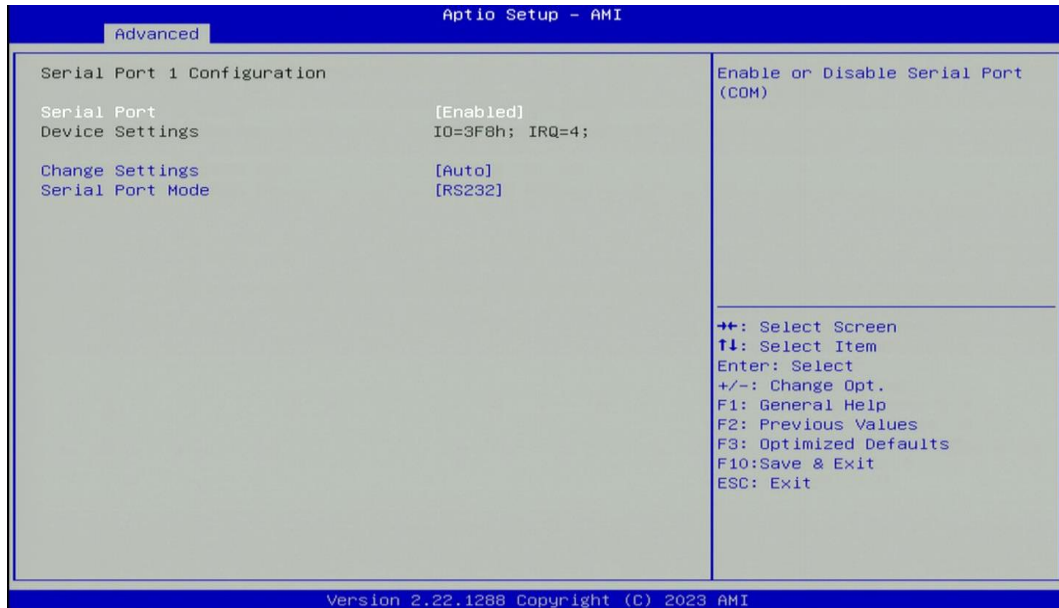 Aptio Setup – AMI
Advanced
Serial Port 1 Configuration
Serial Port [Enabled]
Device Settings IO=3F8h; IRQ=4;
Change Settings [Auto]
Serial Port Mode [RS232]
Enable or Disable Serial Port
(COM)
→←: Select Screen
↑↓: Select Item
Enter: Select
+/-: Change Opt.
F1: General Help
F2: Previous Values
F3: Optimized Defaults
F10:Save & Exit
ESC: Exit
Version 2.22.1288 Copyright (C) 2023 AMI